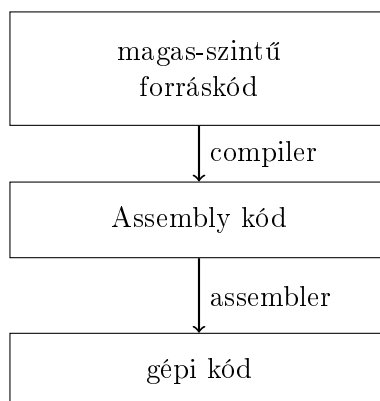 magas-szintű
forráskód
compiler
Assembly kód
assembler
gépi kód